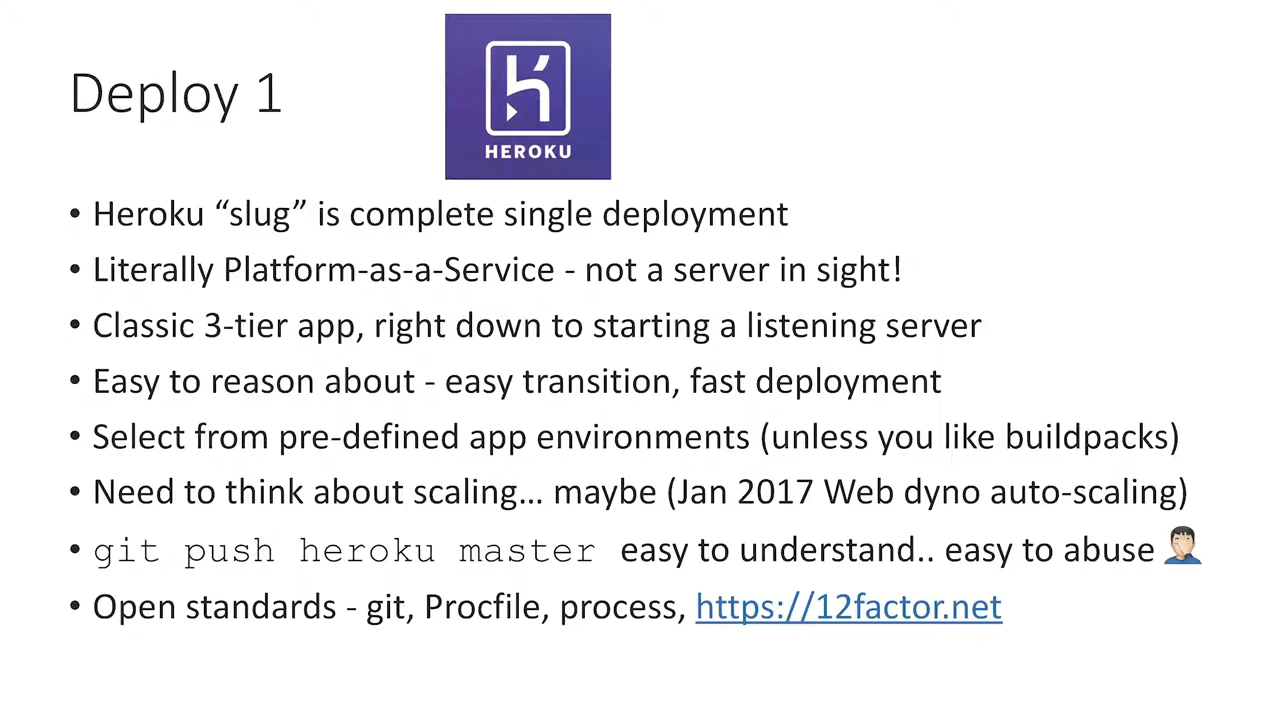 Deploy 1
HEROKU
• Heroku “slug” is complete single deployment
• Literally Platform-as-a-Service - not a server in sight!
• Classic 3-tier app, right down to starting a listening server
• Easy to reason about - easy transition, fast deployment
• Select from pre-defined app environments (unless you like buildpacks)
• Need to think about scaling… maybe (Jan 2017 Web dyno auto-scaling)
• git push heroku master easy to understand.. easy to abuse 🤦🏻‍♂️
• Open standards - git, Procfile, process, https://12factor.net